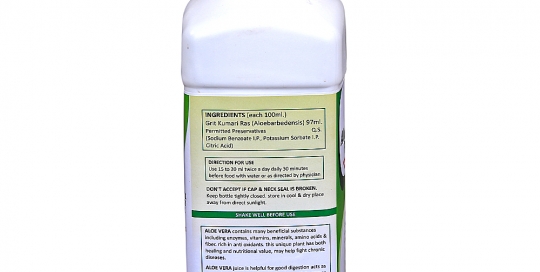 INGREDIENTS (each 100ml.)
Grit Kumari Ras (Aloebarbedensis) 97ml.
Permitted Preservatives Q.S.
(Sodium Benzoate I.P., Potassium Sorbate I.P.
Citric Acid)
DIRECTION FOR USE
Use 15 to 20 ml twice a day daily 30 minutes
before food with water or as directed by physician.
DON'T ACCEPT IF CAP & NECK SEAL IS BROKEN.
Keep bottle tightly closed. store in cool & dry place
away from direct sunlight.
SHAKE WELL BEFORE USE
ALOE VERA contains many beneficial substances
including enzymes, vitamins, minerals, amino acids &
fiber, rich in anti oxidants. this unique plant has both
healing and nutritional value, may help fight chronic
diseases.
ALOE VERA juice is helpful for good digestion acts as